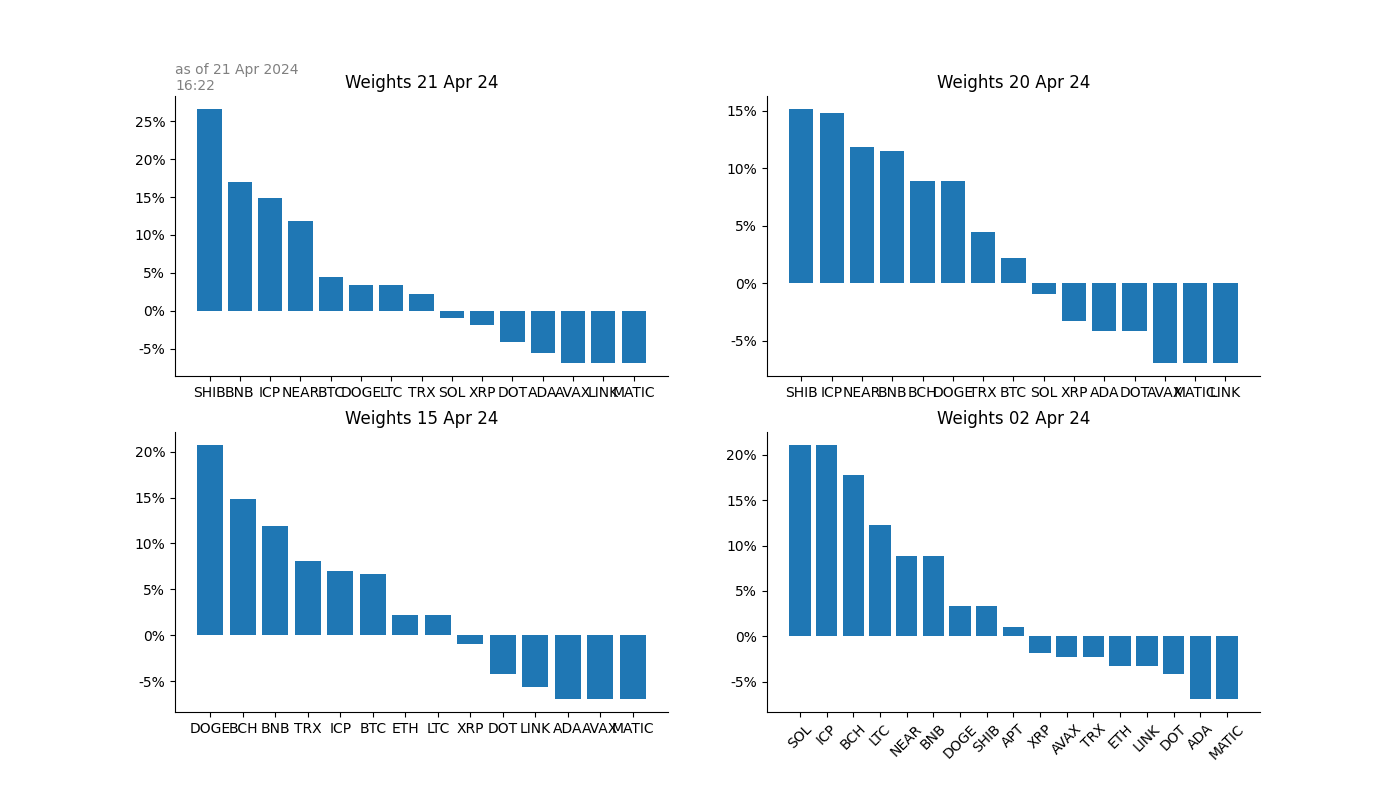 as of 21 Apr 2024
16:22
Weights 21 Apr 24
25%
20%
15%
10%
5%
0%
-5%
SHIB BNB ICP NEAR BTC DOGE LTC TRX SOL XRP DOT ADA AVAX LINK MATIC
Weights 20 Apr 24
15%
10%
5%
0%
-5%
SHIB ICP NEAR BNB BCH DOGE TRX BTC SOL XRP ADA DOT AVAX MATIC LINK
Weights 15 Apr 24
20%
15%
10%
5%
0%
-5%
DOGE BCH BNB TRX ICP BTC ETH LTC XRP DOT LINK ADA AVAX MATIC
Weights 02 Apr 24
20%
15%
10%
5%
0%
-5%
SOL ICP BCH LTC NEAR BNB DOGE SHIB APT XRP AVAX TRX ETH LINK DOT ADA MATIC